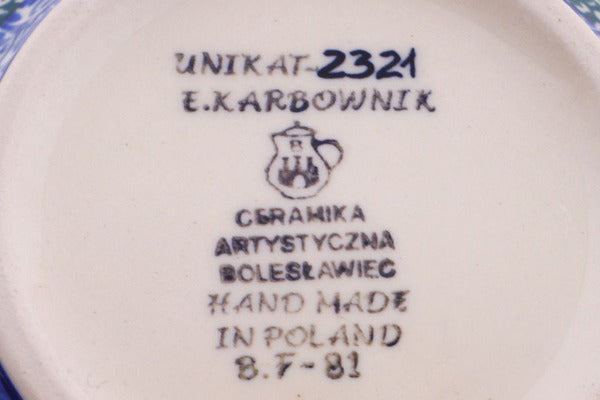 UNIKAT-2321
E. KARBOWNIK
B
CERAMIKA
ARTYSTYCZNA
BOLESŁAWIEC
HAND MADE
IN POLAND
B.F-81